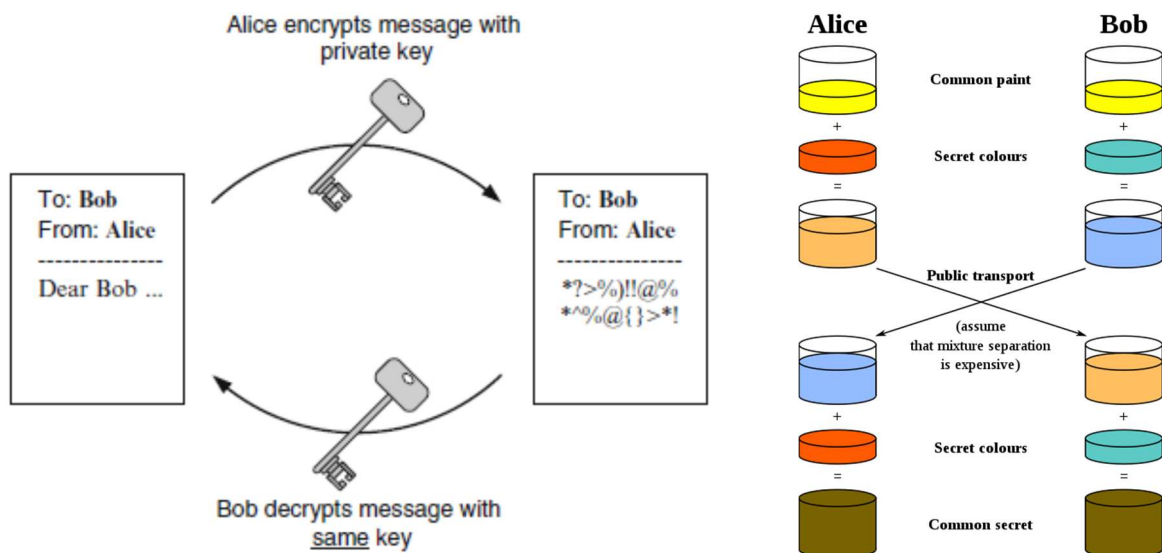 Alice encrypts message with
private key
To: Bob
From: Alice
---------------
Dear Bob ...
To: Bob
From: Alice
---------------
*?>%)!!@%
*^%@{}>*!
Bob decrypts message with
same key
Alice
Bob
Common paint
+
+
Secret colours
=
=
Public transport
(assume
that mixture separation
is expensive)
+
+
Secret colours
=
=
Common secret